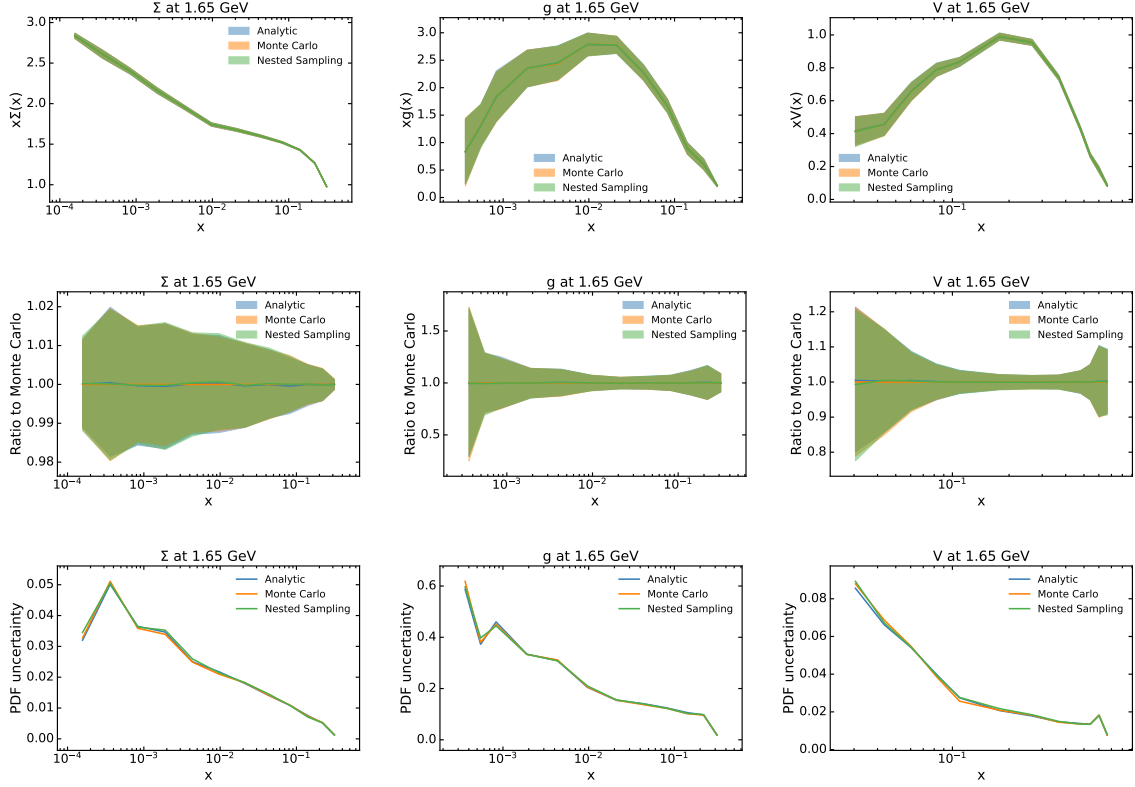 Σ at 1.65 GeV
xΣ(x)
3.0
2.5
2.0
1.5
1.0
Analytic
Monte Carlo
Nested Sampling
10⁻⁴ 10⁻³ 10⁻² 10⁻¹
x
g at 1.65 GeV
xg(x)
3.0
2.5
2.0
1.5
1.0
0.5
0.0
Analytic
Monte Carlo
Nested Sampling
10⁻³ 10⁻² 10⁻¹
x
V at 1.65 GeV
xV(x)
1.0
0.8
0.6
0.4
0.2
0.0
Analytic
Monte Carlo
Nested Sampling
10⁻¹
x
Σ at 1.65 GeV
Ratio to Monte Carlo
1.02
1.01
1.00
0.99
0.98
Analytic
Monte Carlo
Nested Sampling
10⁻⁴ 10⁻³ 10⁻² 10⁻¹
x
g at 1.65 GeV
Ratio to Monte Carlo
1.5
1.0
0.5
Analytic
Monte Carlo
Nested Sampling
10⁻³ 10⁻² 10⁻¹
x
V at 1.65 GeV
Ratio to Monte Carlo
1.2
1.1
1.0
0.9
0.8
Analytic
Monte Carlo
Nested Sampling
10⁻¹
x
Σ at 1.65 GeV
PDF uncertainty
0.05
0.04
0.03
0.02
0.01
0.00
Analytic
Monte Carlo
Nested Sampling
10⁻⁴ 10⁻³ 10⁻² 10⁻¹
x
g at 1.65 GeV
PDF uncertainty
0.6
0.4
0.2
0.0
Analytic
Monte Carlo
Nested Sampling
10⁻³ 10⁻² 10⁻¹
x
V at 1.65 GeV
PDF uncertainty
0.08
0.06
0.04
0.02
0.00
Analytic
Monte Carlo
Nested Sampling
10⁻¹
x